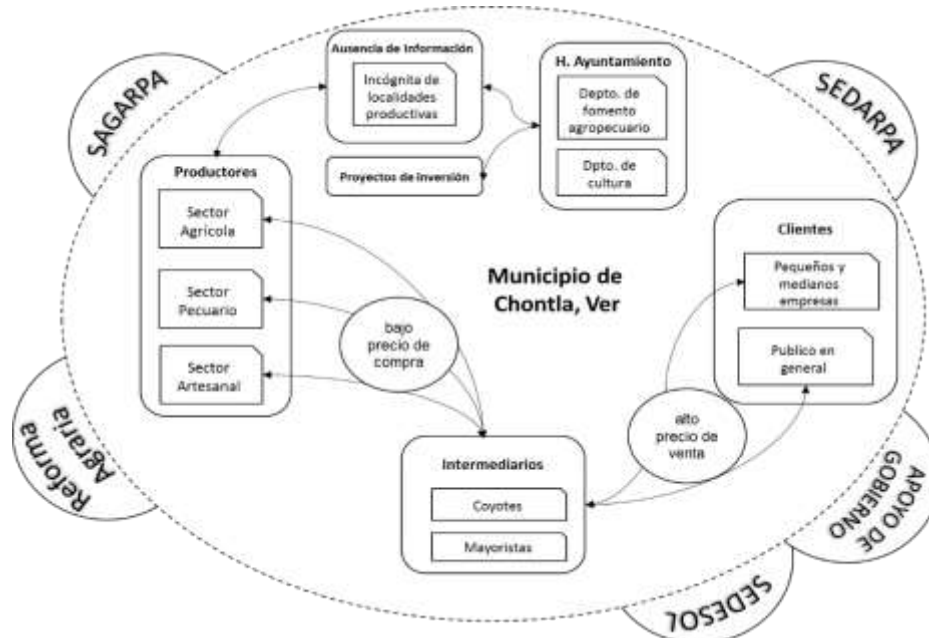 SAGARPA
SEDARPA
Ausencia de Información
Incógnita de
localidades
productivas
H. Ayuntamiento
Depto. de
fomento
agropecuario
Dpto. de
cultura
Proyectos de Inversión
Productores
Sector
Agrícola
Sector
Pecuario
Sector
Artesanal
Municipio de
Chontla, Ver
Clientes
Pequeños y
medianos
empresas
Publico en
general
bajo
precio de
compra
alto
precio de
venta
Intermediarios
Coyotes
Mayoristas
Reforma
Agraria
APOYO DE
GOBIERNO
SEDESOL